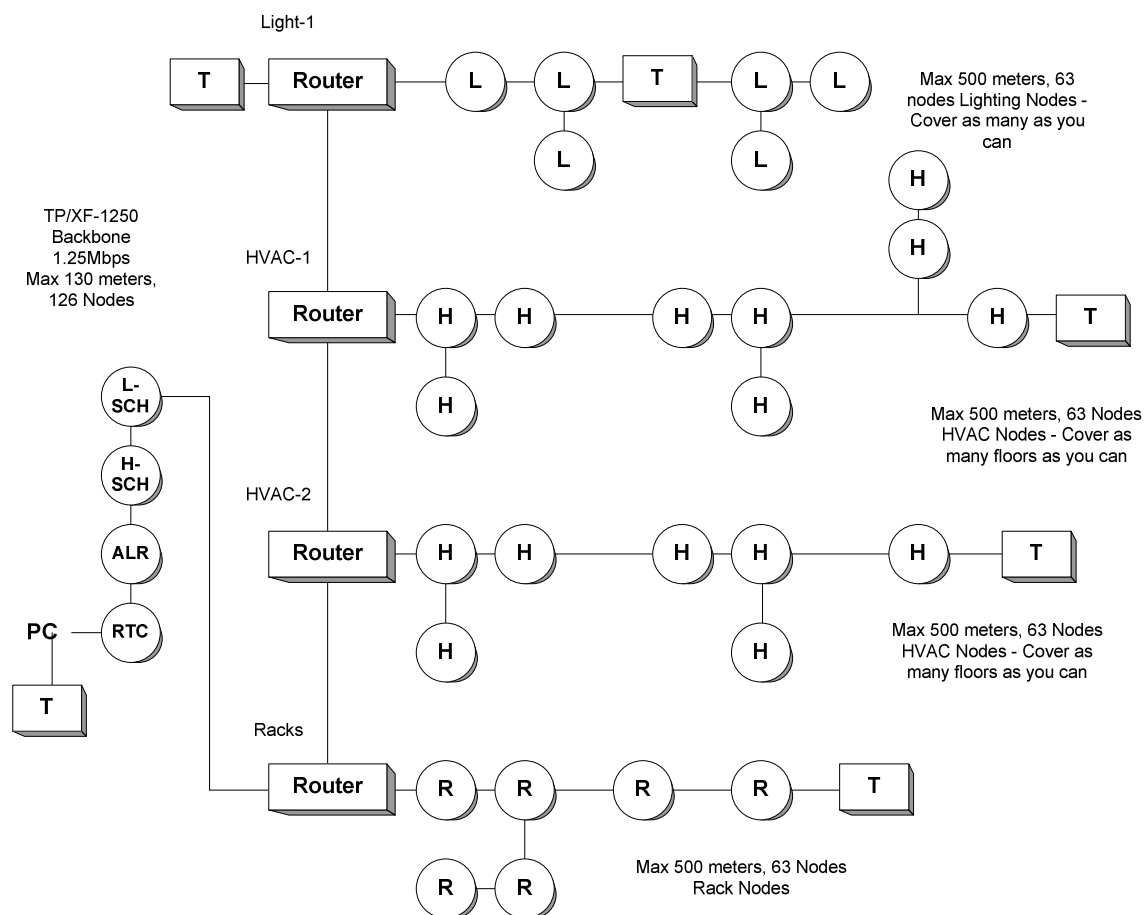 Light-1
T
Router
L
L
T
L
L
L
L
Max 500 meters, 63
nodes Lighting Nodes -
Cover as many as you
can
H
H
TP/XF-1250
Backbone
1.25Mbps
Max 130 meters,
126 Nodes
HVAC-1
Router
H
H
H
H
H
T
H
H
Max 500 meters, 63 Nodes
HVAC Nodes - Cover as
many floors as you can
L-
SCH
H-
SCH
ALR
RTC
PC
T
HVAC-2
Router
H
H
H
H
H
T
H
H
Max 500 meters, 63 Nodes
HVAC Nodes - Cover as
many floors as you can
Racks
Router
R
R
R
R
T
R
R
Max 500 meters, 63 Nodes
Rack Nodes